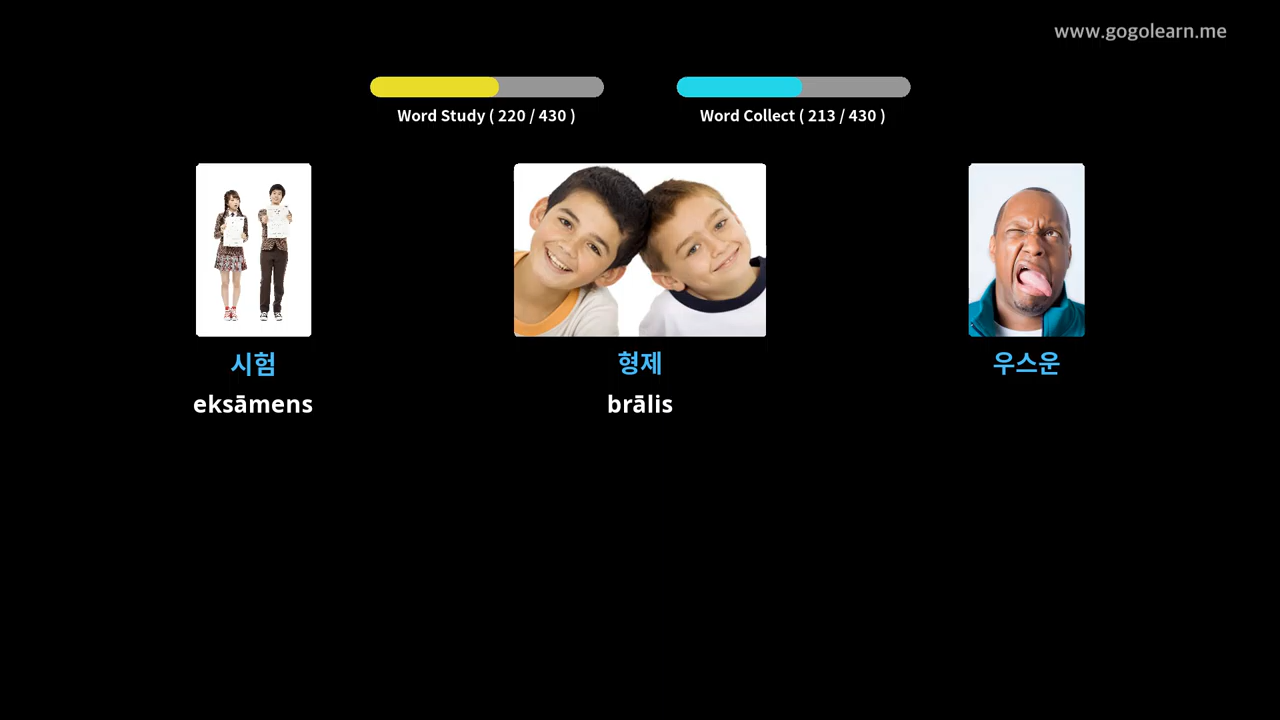 www.gogolearn.me
Word Study ( 220 / 430 )
Word Collect ( 213 / 430 )
시험
형제
우스운
eksāmens
brālis